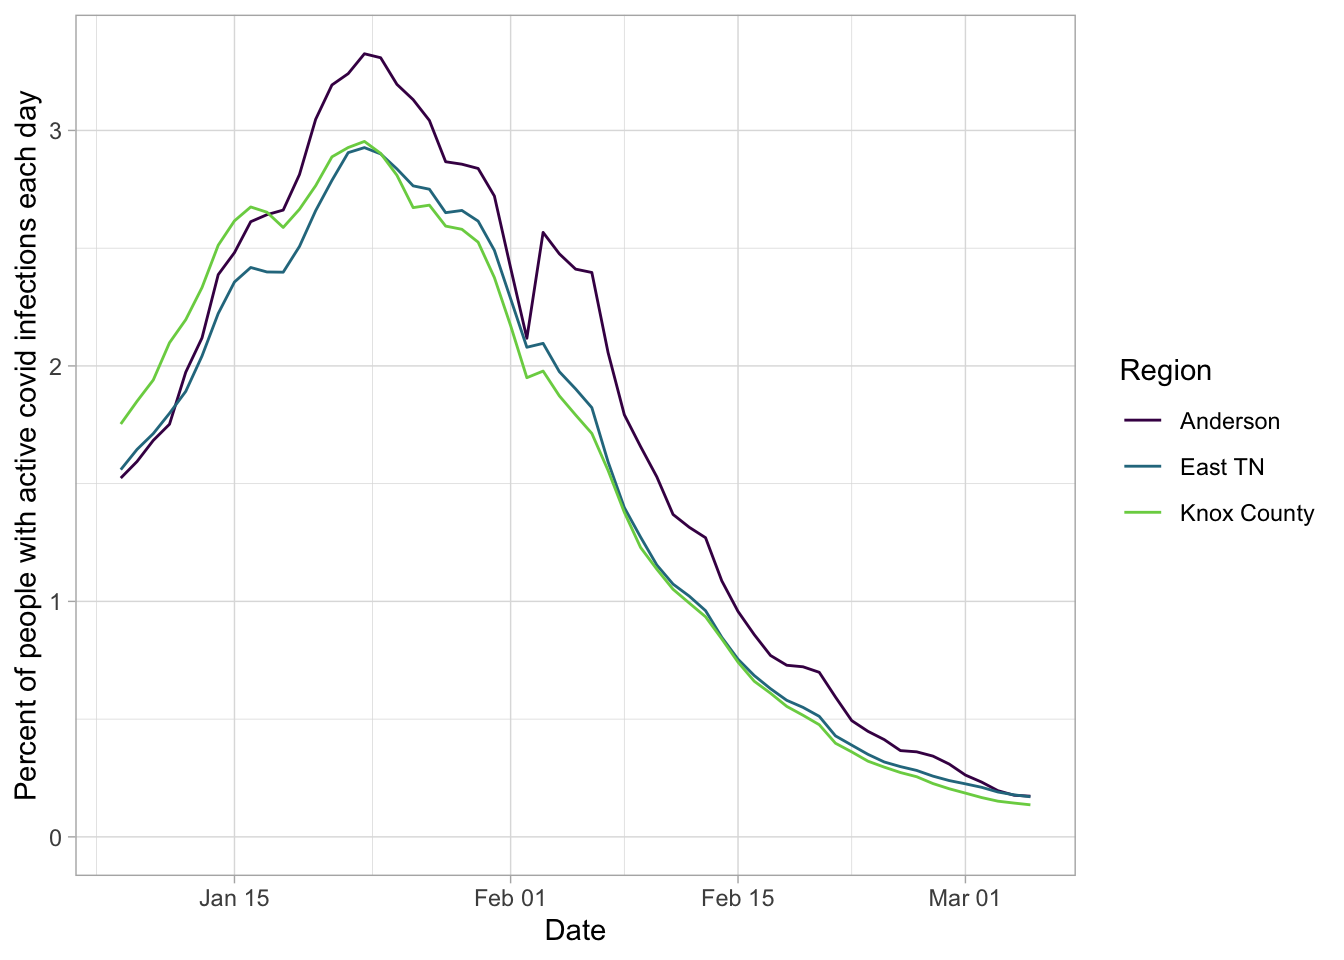 Percent of people with active covid infections each day
3
2
1
0
Jan 15
Feb 01
Feb 15
Mar 01
Date
Region
Anderson
East TN
Knox County